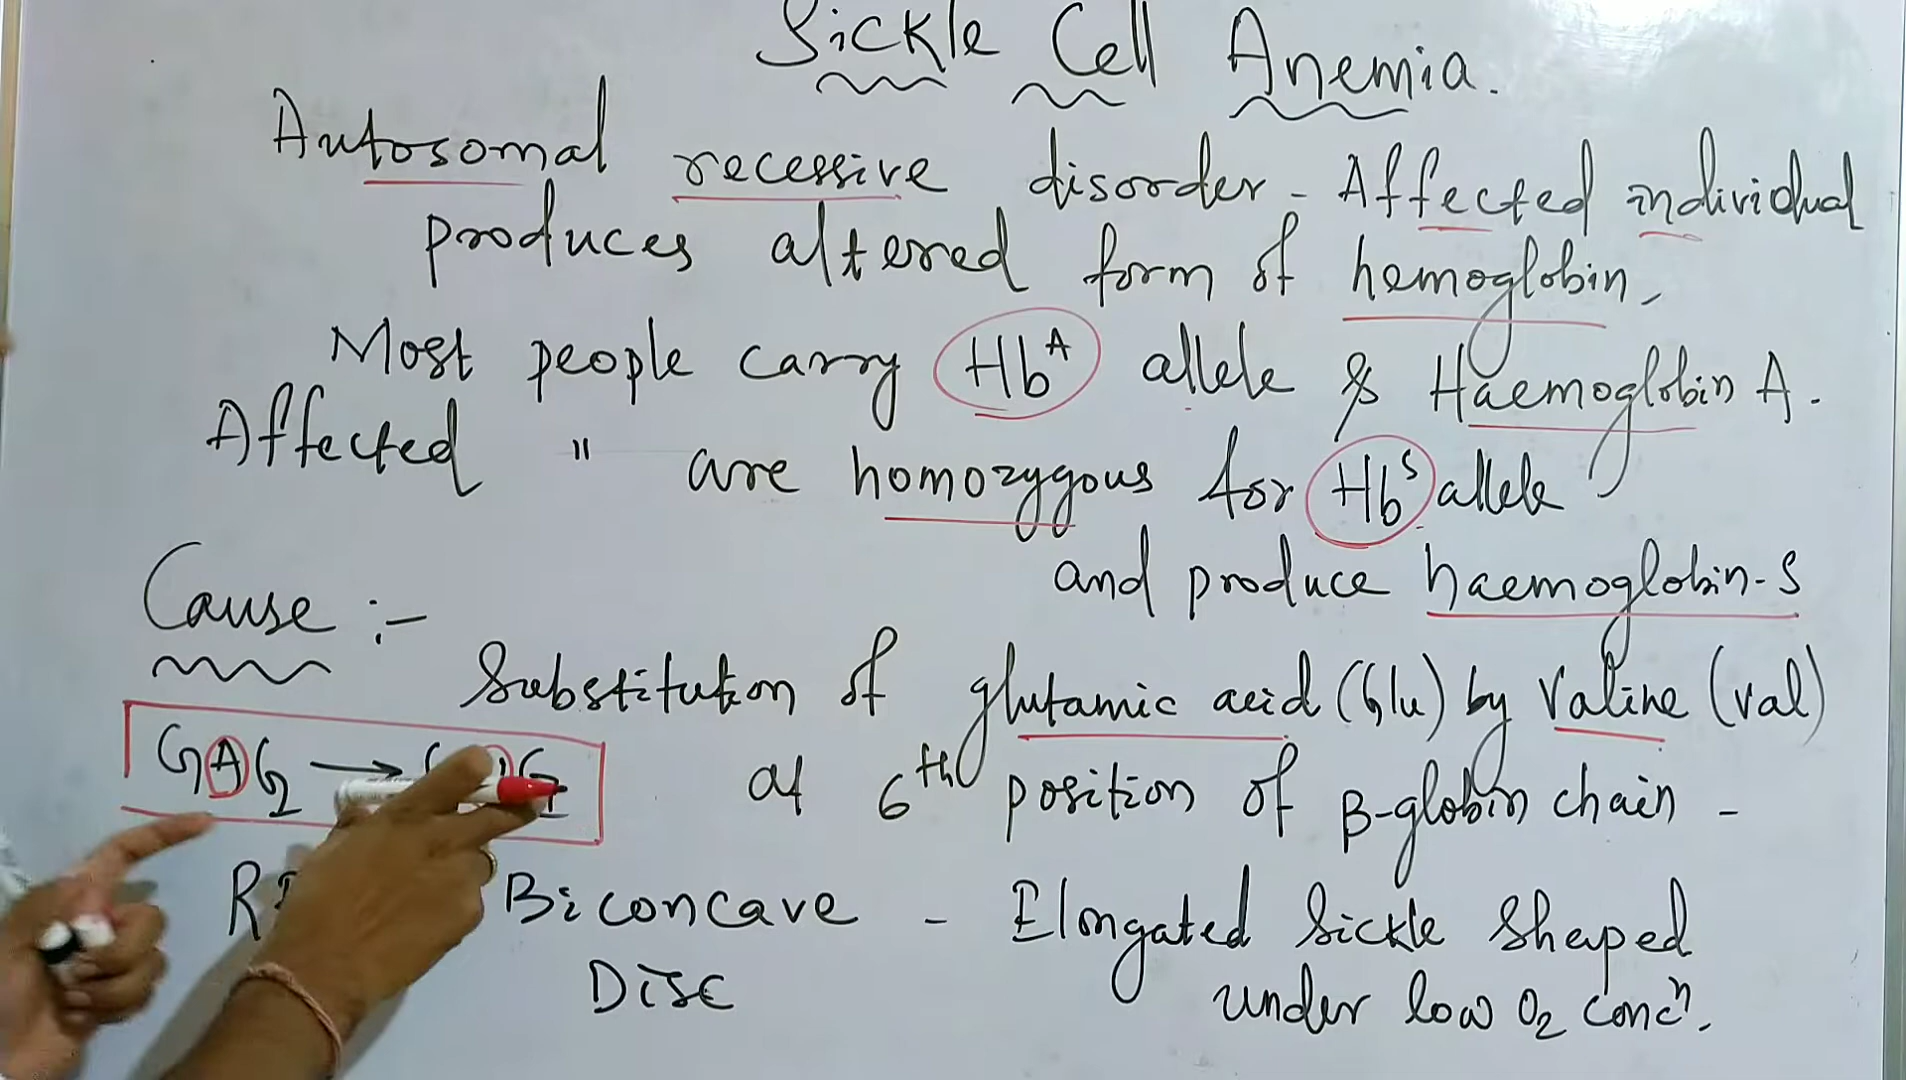 Sickle Cell Anemia.
Autosomal recessive disorder - Affected individual
produces altered form of hemoglobin,
Most people carry Hb^A allele & Haemoglobin A.
Affected " are homozygous for Hb^S allele
and produce haemoglobin-S
Cause :-
Substitution of glutamic acid (Glu) by Valine (val)
GAG →
at 6th position of β-globin chain -
Biconcave - Elongated Sickle Shaped
Disc under low O2 concn.